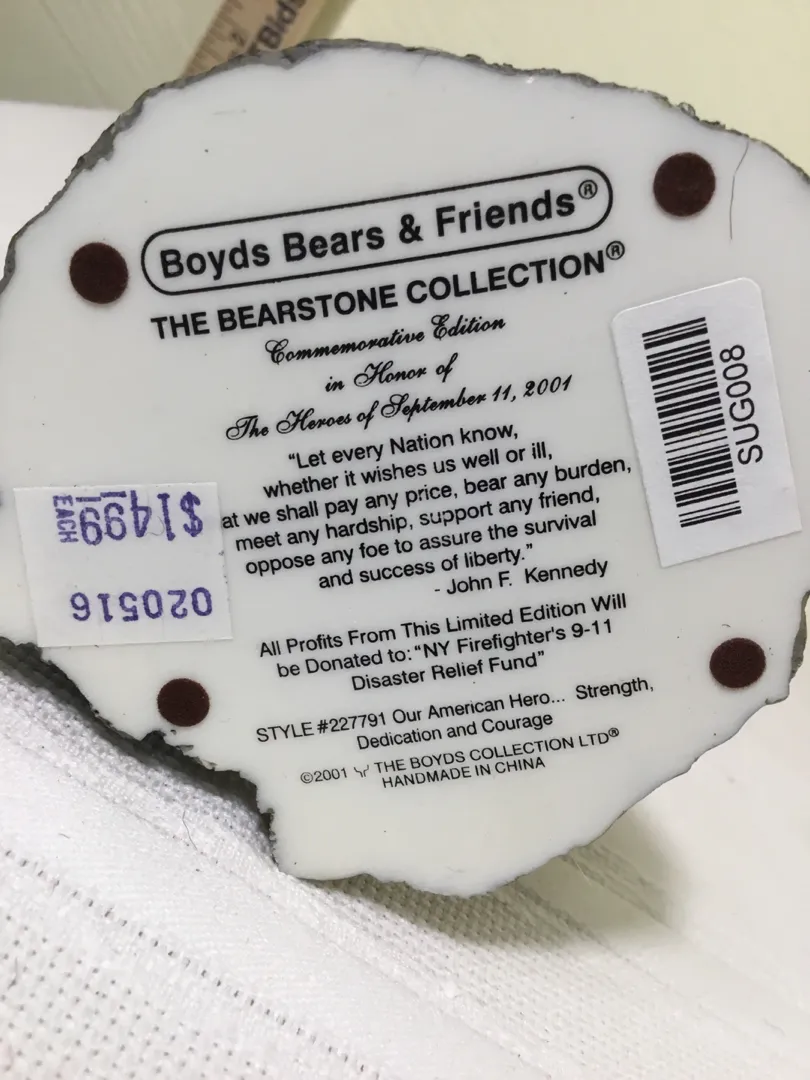 Bids
Boyds Bears & Friends®
THE BEARSTONE COLLECTION®
Commemorative Edition
in Honor of
The Heroes of September 11, 2001
"Let every Nation know,
whether it wishes us well or ill,
at we shall pay any price, bear any burden,
meet any hardship, support any friend,
oppose any foe to assure the survival
and success of liberty."
- John F. Kennedy
All Profits From This Limited Edition Will
be Donated to: "NY Firefighter's 9-11
Disaster Relief Fund"
STYLE #227791 Our American Hero... Strength,
Dedication and Courage
©2001 THE BOYDS COLLECTION LTD®
HANDMADE IN CHINA
SUG008
$1499
EACH
020516